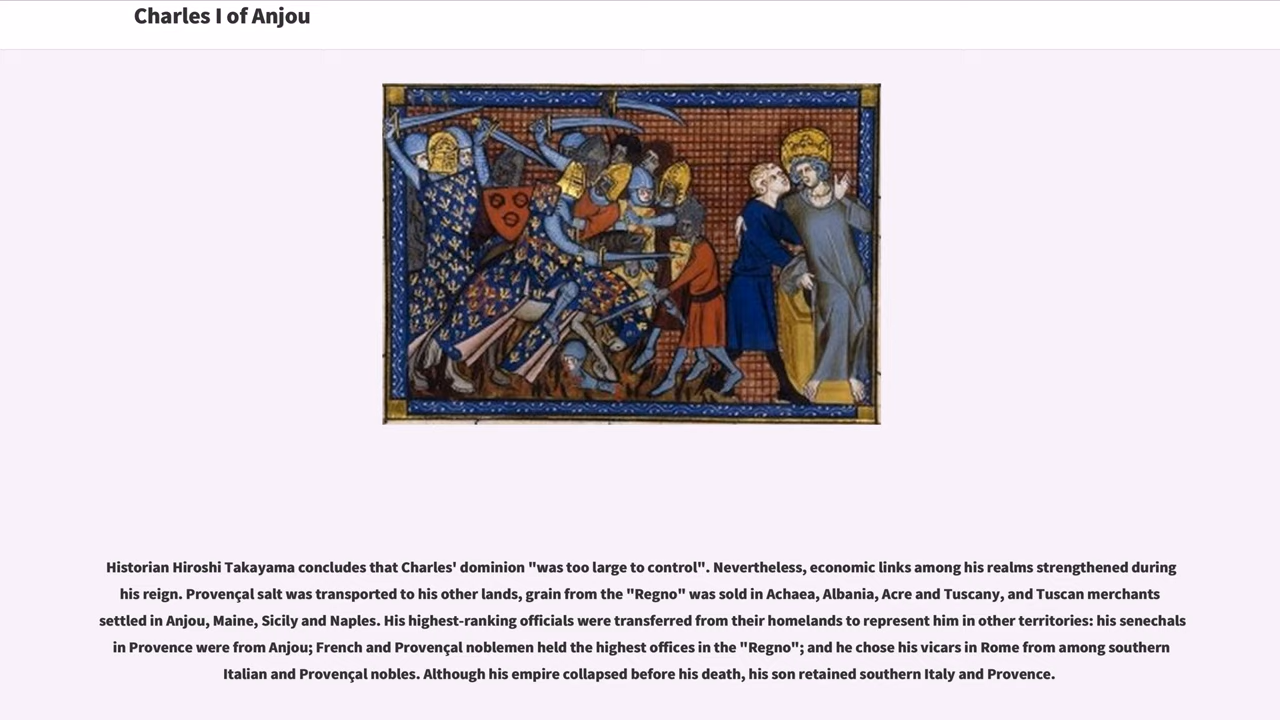 Charles I of Anjou
Historian Hiroshi Takayama concludes that Charles' dominion "was too large to control". Nevertheless, economic links among his realms strengthened during
his reign. Provençal salt was transported to his other lands, grain from the "Regno" was sold in Achaea, Albania, Acre and Tuscany, and Tuscan merchants
settled in Anjou, Maine, Sicily and Naples. His highest-ranking officials were transferred from their homelands to represent him in other territories: his senechals
in Provence were from Anjou; French and Provençal noblemen held the highest offices in the "Regno"; and he chose his vicars in Rome from among southern
Italian and Provençal nobles. Although his empire collapsed before his death, his son retained southern Italy and Provence.